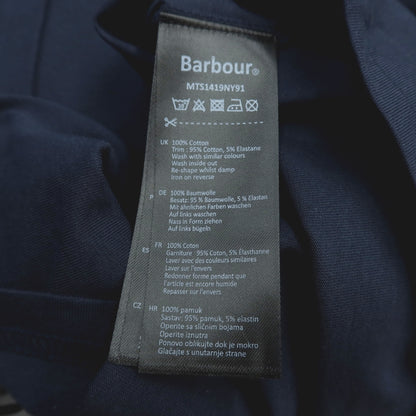 Barbour®
MTS1419NY91
UK 100% Cotton
Trim : 95% Cotton, 5% Elastane
Wash with similar colours
Wash inside out
Re-shape whilst damp
Iron on reverse
DE 100% Baumwolle
Besatz: 95 % Baumwolle, 5 % Elastan
Mit ähnlichen Farben waschen
Auf links waschen
Nass in Form ziehen
Auf links bügeln
FR 100% Coton
Garniture : 95% Coton, 5% Élasthanne
Laver avec des couleurs similaires
Laver sur l'envers
Redonner forme pendant que
l'article est encore humide
Repasser sur l'envers
HR 100% pamuk
Sastav: 95% pamuk, 5% elastin
Operite sa sličnim bojama
Operite iznutra
Ponovo oblikujte dok je mokro
Glačajte s unutarnje strane
P
ES
CZ